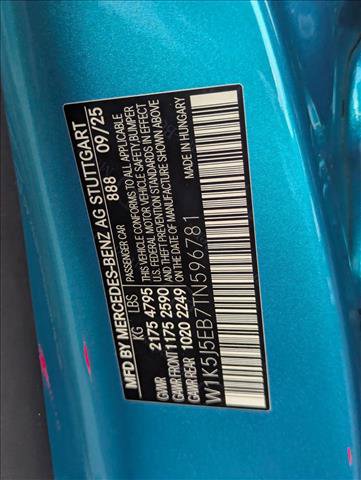 MFD BY MERCEDES-BENZ AG STUTTGART
888 09/25
PASSENGER CAR
KG LBS
GVWR 2175 4795
GAWR FRONT 1175 2590
GAWR REAR 1020 2249
THIS VEHICLE CONFORMS TO ALL APPLICABLE
U.S. FEDERAL MOTOR VEHICLE SAFETY, BUMPER
AND THEFT PREVENTION STANDARDS IN EFFECT
ON THE DATE OF MANUFACTURE SHOWN ABOVE
MADE IN HUNGARY
W1K5J5EB7TN596781